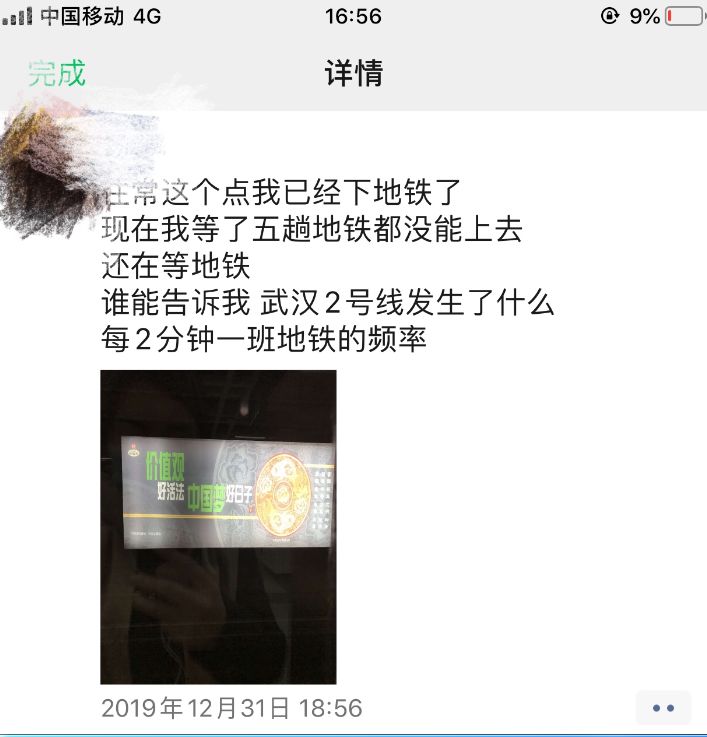 中国移动 4G
16:56
9%
完成
详情
往常这个点我已经下地铁了
现在我等了五趟地铁都没能上去
还在等地铁
谁能告诉我 武汉2号线发生了什么
每2分钟一班地铁的频率
价值观
好活法
中国梦
好日子
2019年12月31日 18:56